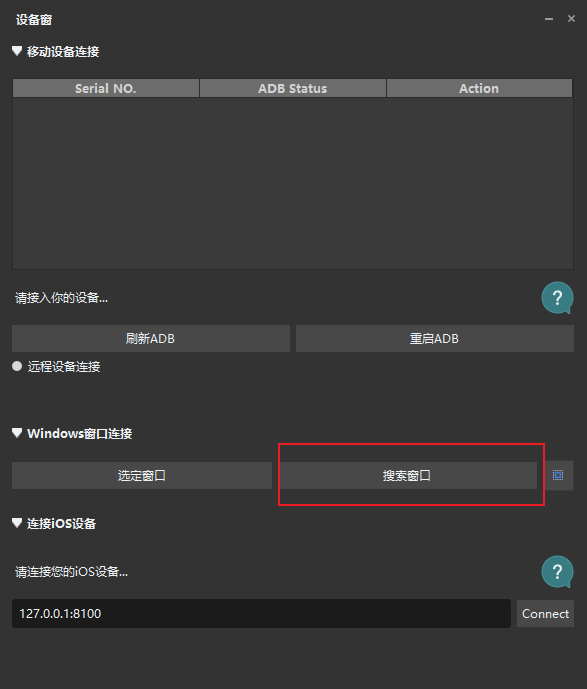 设备窗
移动设备连接
Serial NO. ADB Status Action
请接入你的设备...
?
刷新ADB 重启ADB
远程设备连接
Windows窗口连接
选定窗口 搜索窗口
连接iOS设备
请连接您的iOS设备...
?
127.0.0.1:8100 Connect